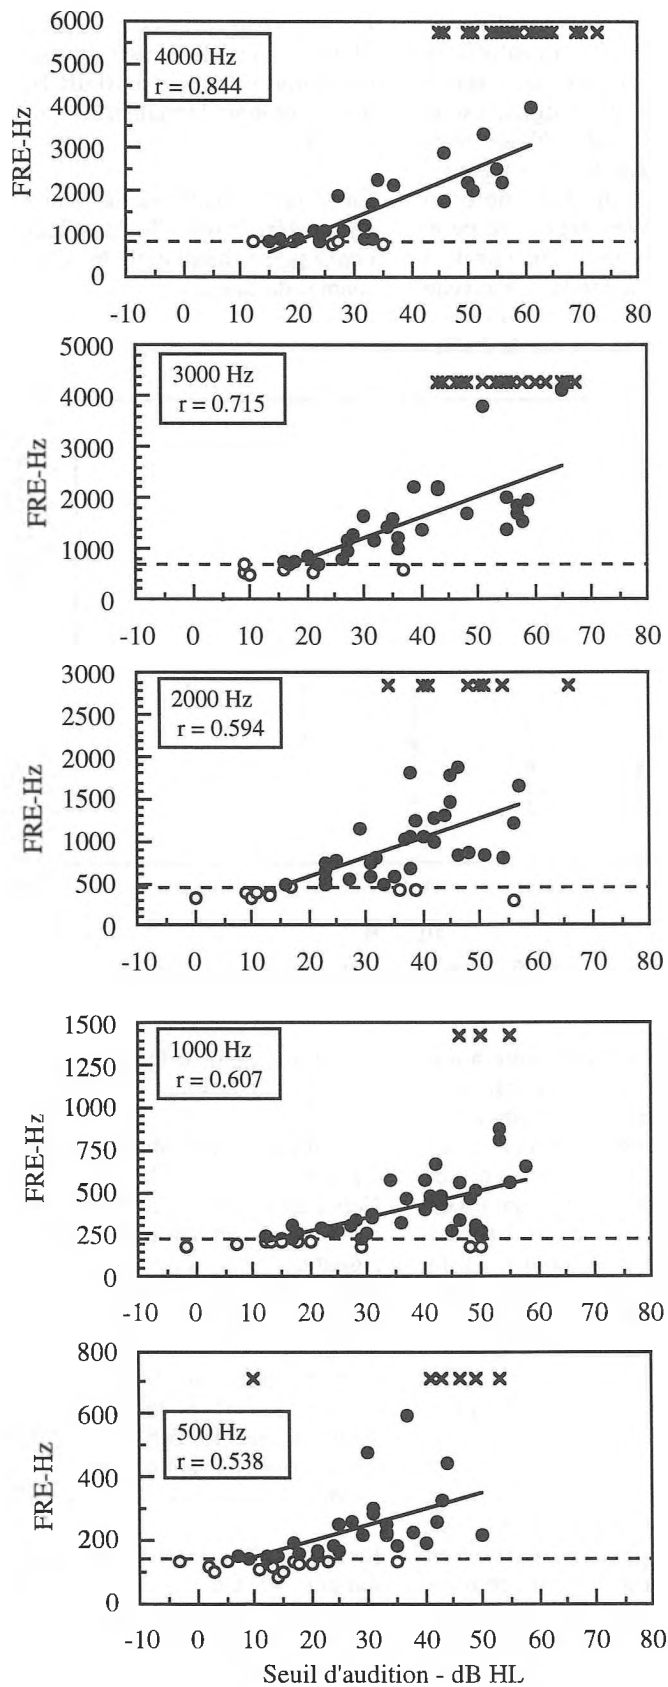 6000
5000
4000
3000
2000
1000
0
FRE-Hz
4000 Hz
r = 0.844
-10 0 10 20 30 40 50 60 70 80
5000
4000
3000
2000
1000
0
FRE-Hz
3000 Hz
r = 0.715
-10 0 10 20 30 40 50 60 70 80
3000
2500
2000
1500
1000
500
0
FRE-Hz
2000 Hz
r = 0.594
-10 0 10 20 30 40 50 60 70 80
1500
1250
1000
750
500
250
0
FRE-Hz
1000 Hz
r = 0.607
-10 0 10 20 30 40 50 60 70 80
800
600
400
200
0
FRE-Hz
500 Hz
r = 0.538
-10 0 10 20 30 40 50 60 70 80
Seuil d'audition - dB HL